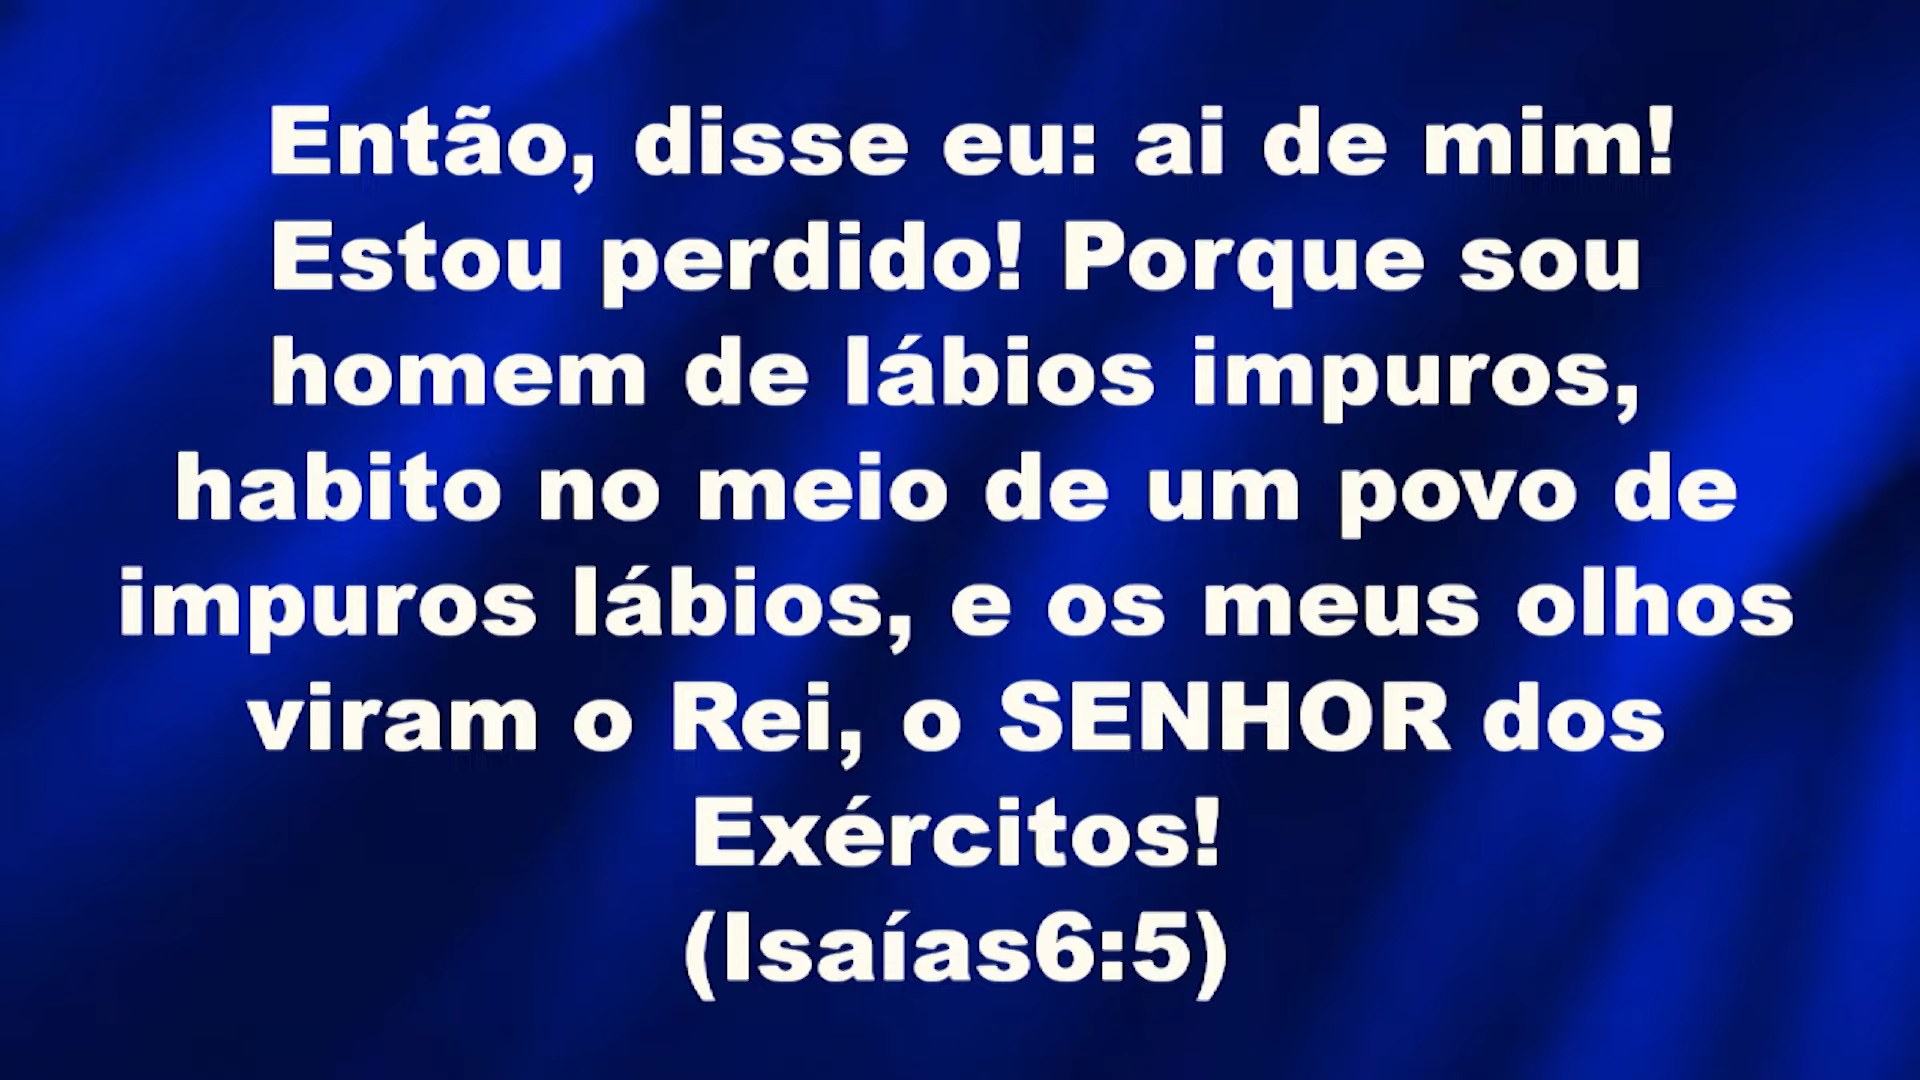 Então, disse eu: ai de mim!
Estou perdido! Porque sou
homem de lábios impuros,
habito no meio de um povo de
impuros lábios, e os meus olhos
viram o Rei, o SENHOR dos
Exércitos!
(Isaías6:5)